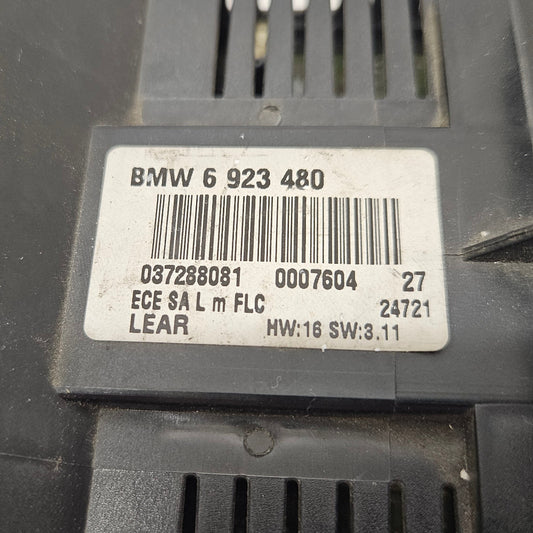 BMW 6 923 480
037288081 0007604 27
ECE SA L m FLC 24721
LEAR HW:16 SW:3.11